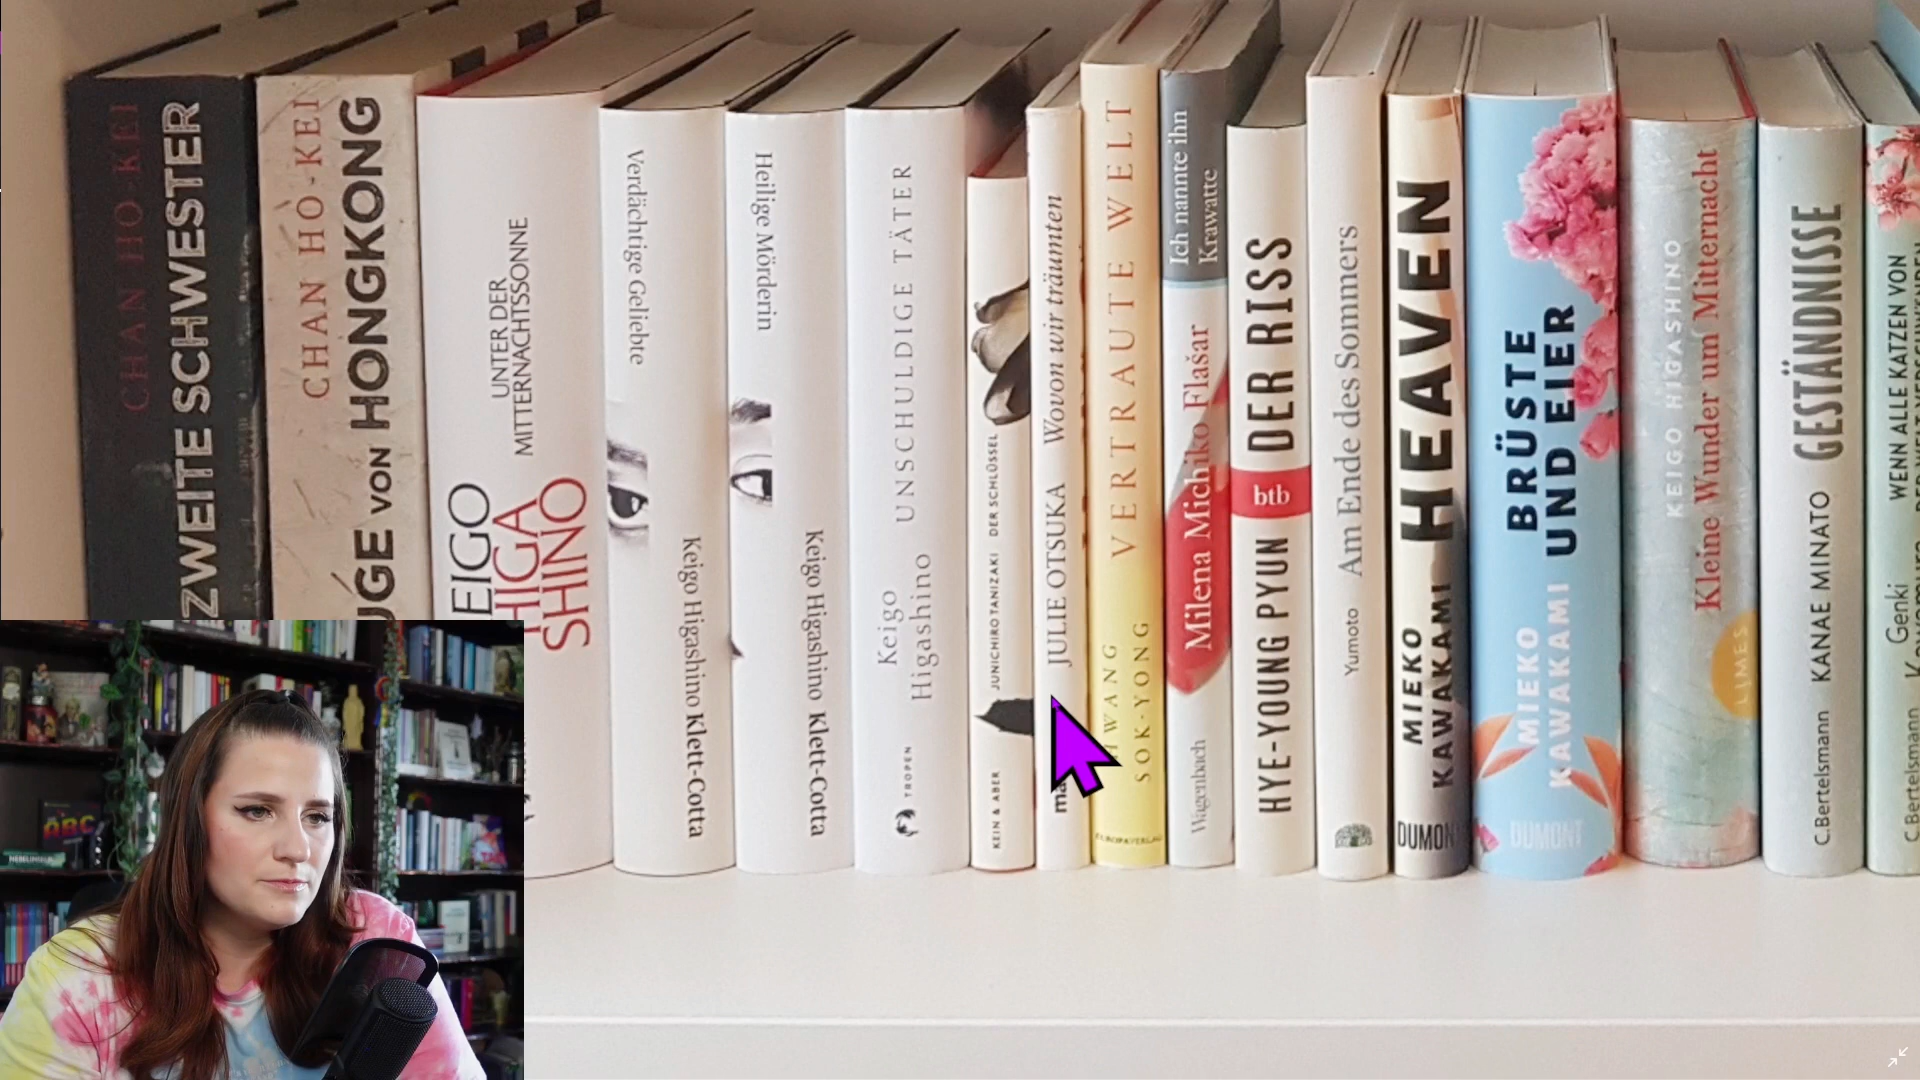 CHAN HO-KEI
ZWEITE SCHWESTER
CHAN HO-KEI
UGE VON HONGKONG
UNTER DER
MITTERNACHTSSONNE
EIGO
HIGA
SHINO
Verdächtige Geliebte
Keigo Higashino Klett-Cotta
Heilige Mörderin
Keigo Higashino Klett-Cotta
Keigo
Higashino
UNSCHULDIGE TÄTER
TROPEN
JUNICHIRO TANIZAKI DER SCHLÜSSEL
KEIN & ABER
JULIE OTSUKA Wovon wir träumten
HWANG
SOK-YONG
VERTRAUTE WELT
EUROPAVERLAG
Ich nannte ihn
Krawatte
Milena Michiko Flašar
Wagenbach
HYE-YOUNG PYUN
btb
DER RISS
Yumoto Am Ende des Sommers
MIEKO
KAWAKAMI
HEAVEN
DUMONT
MIEKO
KAWAKAMI
BRÜSTE
UND EIER
DUMONT
KEIGO HIGASHINO
Kleine Wunder um Mitternacht
LIMES
C.Bertelsmann KANAE MINATO GESTÄNDNISSE
C.Bertelsmann
Genki
WENN ALLE KATZEN VON
ABC